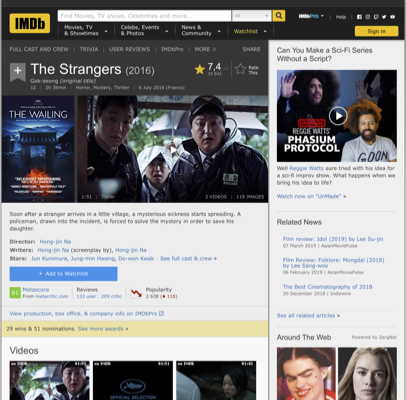 IMDb
Find Movies, TV shows, Celebrities and more...
All
Movies, TV
& Showtimes
Celebs, Events
& Photos
News &
Community
Watchlist
IMDbPro
Help
Sign in
FULL CAST AND CREW | TRIVIA | USER REVIEWS | IMDbPro | MORE
SHARE
The Strangers (2016)
Gok-seong (original title)
12 | 2h 36min | Horror, Mystery, Thriller | 6 July 2016 (France)
7,4
Rate
This
THE WAILING
1:51 | Trailer
5 VIDEOS | 119 IMAGES
Soon after a stranger arrives in a little village, a mysterious sickness starts spreading. A
policeman, drawn into the incident, is forced to solve the mystery in order to save his
daughter.
Director: Hong-jin Na
Writers: Hong-jin Na (screenplay by), Hong-jin Na
Stars: Jun Kunimura, Jung-min Hwang, Do-won Kwak | See full cast & crew »
+ Add to Watchlist
81
Metascore
From metacritic.com
Reviews
133 user | 209 critic
Popularity
2 638
View production, box office, & company info on IMDbPro
29 wins & 51 nominations. See more awards »
Videos
OFFICIAL SELECTION
Can You Make a Sci-Fi Series
Without a Script?
REGGIE WATTS'
PHASIUM
PROTOCOL
Well Reggie Watts sure tried with his idea for
a sci-fi improv show. What happens when we
bring his idea to life?
Watch now on "UnMade" »
Related News
Film review: Idol (2019) by Lee Su-jin
07 March 2019 | AsianMoviePulse
Film Review: Folklore: Mongdal (2018) by
Lee Sang-woo
06 February 2019 | AsianMoviePulse
The Best Cinematography of 2018
20 December 2018 | Indiewire
See all related articles »
Around The Web
Powered by ZergNet